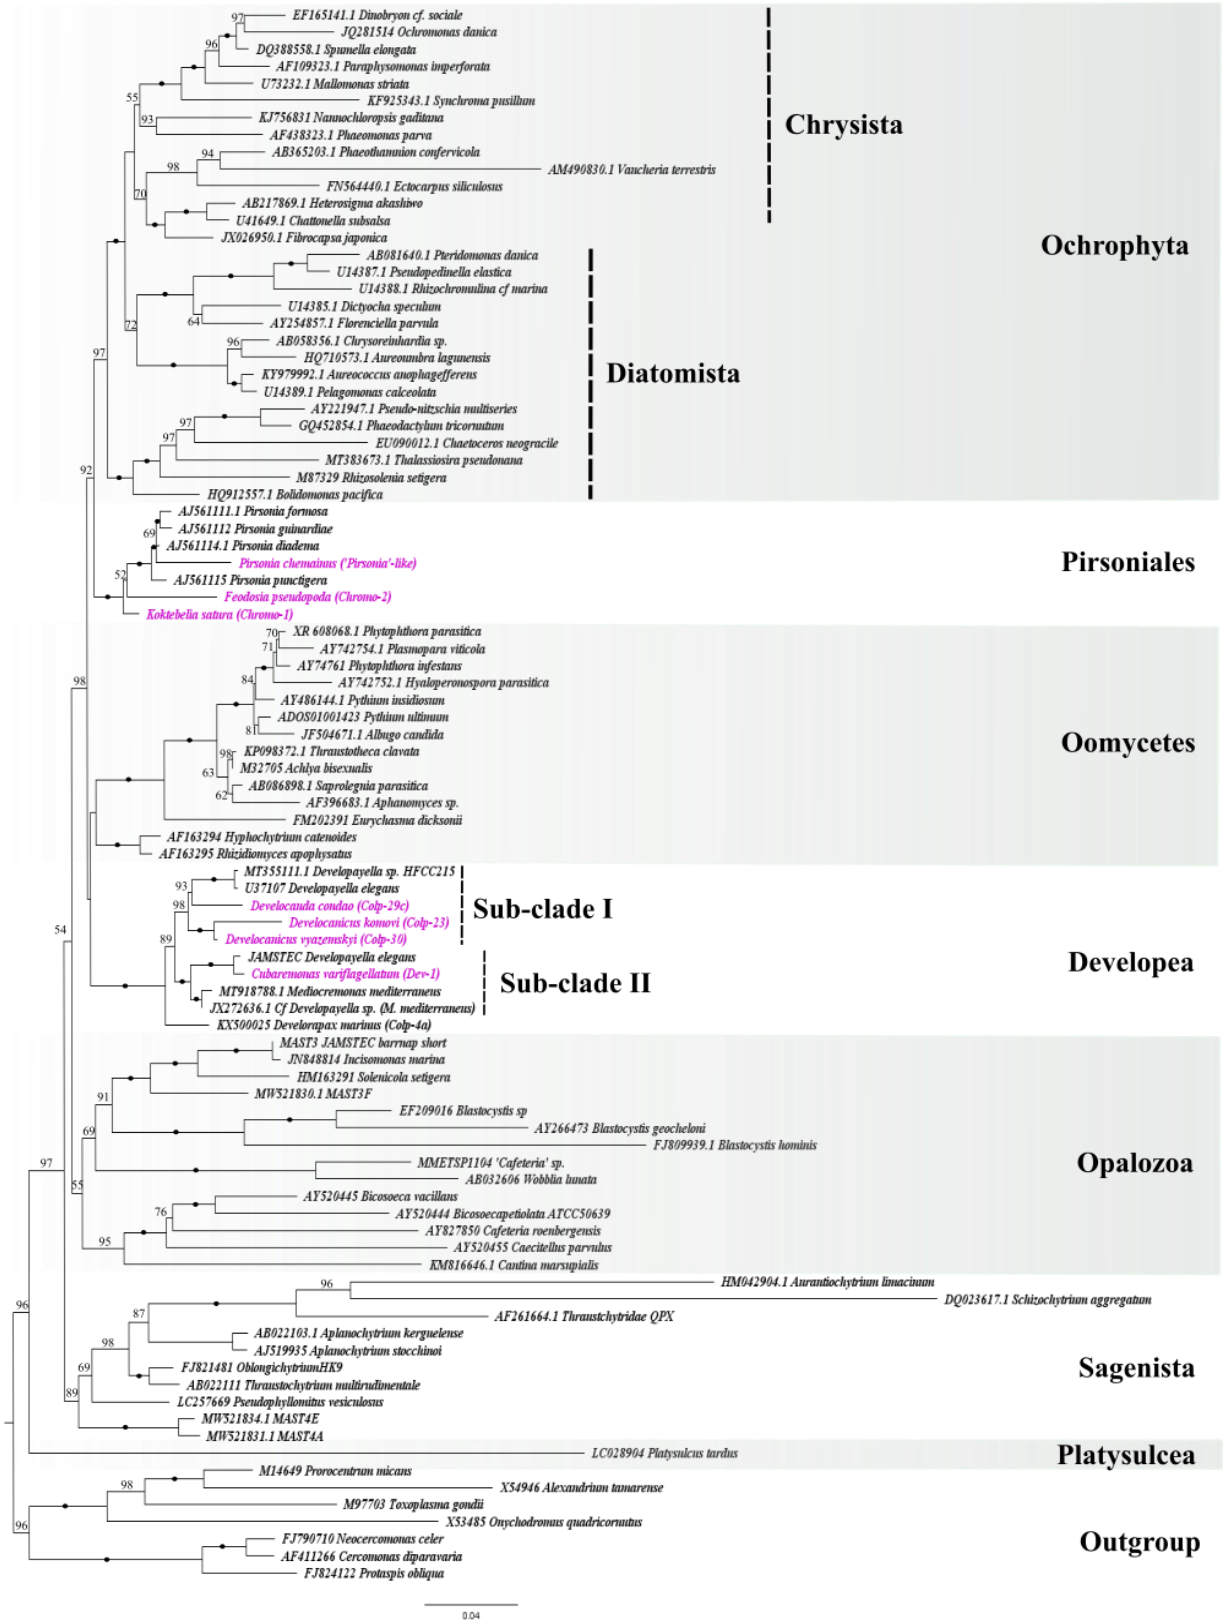 97
EF165141.1 Dinobryon cf. sociale
JQ281514 Ochromonas danica
96
DQ388558.1 Spumella elongata
AF109323.1 Paraphysomonas imperforata
U73232.1 Mallomonas striata
55
KF925343.1 Synchroma pusillum
93
KJ756831 Nannochloropsis gaditana
Chrysista
AF438323.1 Phaeomonas parva
94
AB365203.1 Phaeothamnion confervicola
98
AM490830.1 Vaucheria terrestris
FN564440.1 Ectocarpus siliculosus
70
AB217869.1 Heterosigma akashiwo
U41649.1 Chattonella subsalsa
JX026950.1 Fibrocapsa japonica
Ochrophyta
AB081640.1 Pteridomonas danica
U14387.1 Pseudopedinella elastica
U14388.1 Rhizochromulina cf marina
U14385.1 Dictyocha speculum
64
AY254857.1 Florenciella parvula
72
96
AB058356.1 Chrysoreinhardia sp.
97
HQ710573.1 Aureoumbra lagunensis
KY979992.1 Aureococcus anophagefferens
Diatomista
U14389.1 Pelagomonas calceolata
AY221947.1 Pseudo-nitzschia multiseries
97
GQ452854.1 Phaeodactylum tricornutum
97
EU090012.1 Chaetoceros neogracile
MT383673.1 Thalassiosira pseudonana
92
M87329 Rhizosolenia setigera
HQ912557.1 Bolidomonas pacifica
AJ561111.1 Pirsonia formosa
AJ561112 Pirsonia guinardiae
69
AJ561114.1 Pirsonia diadema
Pirsonia chemainus ('Pirsonia'-like)
Pirsoniales
52
AJ561115 Pirsonia punctigera
Feodosia pseudopoda (Chromo-2)
Koktebelia satura (Chromo-1)
70
XR 608068.1 Phytophthora parasitica
71
AY742754.1 Plasmopara viticola
AY74761 Phytophthora infestans
98
84
AY742752.1 Hyaloperonospora parasitica
AY486144.1 Pythium insidiosum
ADOS01001423 Pythium ultimum
81
JF504671.1 Albugo candida
Oomycetes
98
KP098372.1 Thraustotheca clavata
63
M32705 Achlya bisexualis
AB086898.1 Saprolegnia parasitica
62
AF396683.1 Aphanomyces sp.
FM202391 Eurychasma dicksonii
AF163294 Hyphochytrium catenoides
AF163295 Rhizidiomyces apophysatus
MT355111.1 Developayella sp. HFCC215
93
U37107 Developayella elegans
98
Develocanda condao (Colp-29c)
Sub-clade I
Develocanicus komovi (Colp-23)
54
89
Develocanicus vyazemskyi (Colp-30)
JAMSTEC Developayella elegans
Developea
Cubaremonas variflagellatum (Dev-1)
Sub-clade II
MT918788.1 Mediocremonas mediterraneus
JX272636.1 Cf Developayella sp. (M. mediterraneus)
KX500025 Develorapax marinus (Colp-4a)
MAST3 JAMSTEC barrnap short
JN848814 Incisomonas marina
HM163291 Solenicola setigera
91
MW521830.1 MAST3F
EF209016 Blastocystis sp
69
AY266473 Blastocystis geocheloni
FJ809939.1 Blastocystis hominis
97
MMETSP1104 'Cafeteria' sp.
Opalozoa
AB032606 Wobblia lunata
55
AY520445 Bicosoeca vacillans
76
AY520444 Bicosoecapetiolata ATCC50639
AY827850 Cafeteria roenbergensis
95
AY520455 Caecitellus parvulus
KM816646.1 Cantina marsupialis
96
HM042904.1 Aurantiochytrium limacinum
DQ023617.1 Schizochytrium aggregatum
96
87
AF261664.1 Thraustchytridae QPX
AB022103.1 Aplanochytrium kerguelense
98
AJ519935 Aplanochytrium stocchinoi
69
FJ821481 OblongichytriumHK9
Sagenista
AB022111 Thraustochytrium multirudimentale
89
LC257669 Pseudophyllomitus vesiculosus
MW521834.1 MAST4E
MW521831.1 MAST4A
LC028904 Platysulcus tardus
Platysulcea
M14649 Prorocentrum micans
98
X54946 Alexandrium tamarense
M97703 Toxoplasma gondii
96
X53485 Onychodromus quadricornutus
FJ790710 Neocercomonas celer
Outgroup
AF411266 Cercomonas diparavaria
FJ824122 Protaspis obliqua
0.04